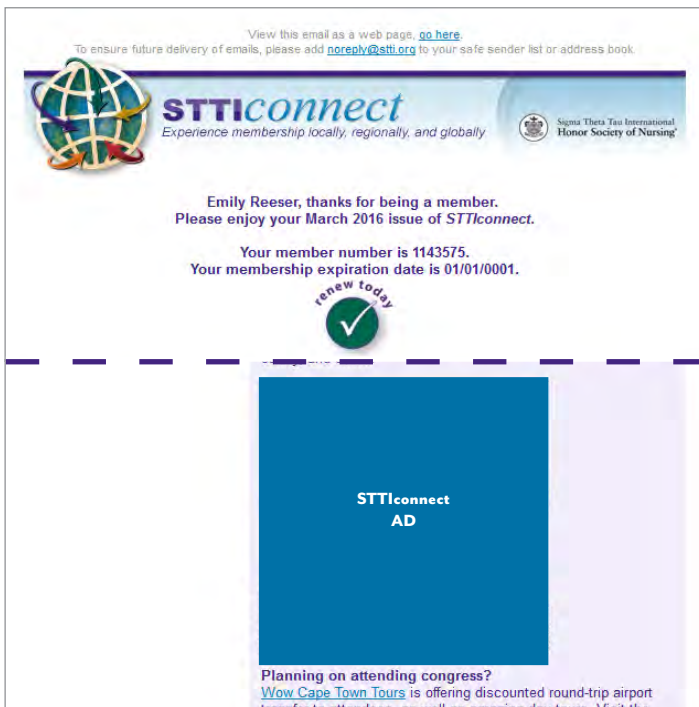 View this email as a web page, go here.
To ensure future delivery of emails, please add noreply@stti.org to your safe sender list or address book.
STTIconnect
Experience membership locally, regionally, and globally
Sigma Theta Tau International
Honor Society of Nursing®
Emily Reeser, thanks for being a member.
Please enjoy your March 2016 issue of STTIconnect.
Your member number is 1143575.
Your membership expiration date is 01/01/0001.
renew today
STTIconnect
AD
Planning on attending congress?
Wow Cape Town Tours is offering discounted round-trip airport